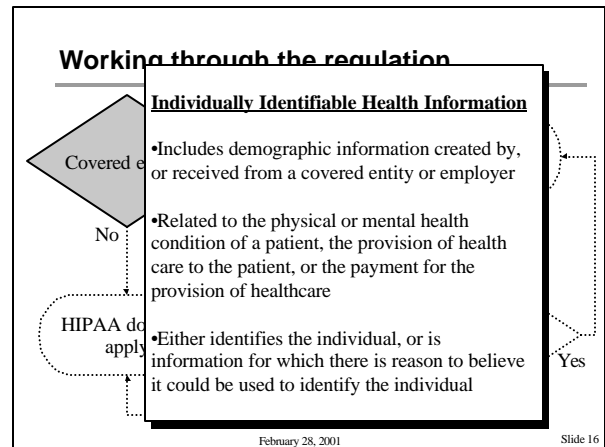 Working through the regulation
Individually Identifiable Health Information
•Includes demographic information created by,
or received from a covered entity or employer
•Related to the physical or mental health
condition of a patient, the provision of health
care to the patient, or the payment for the
provision of healthcare
•Either identifies the individual, or is
information for which there is reason to believe
it could be used to identify the individual
Covered
No
HIPAA
Yes
February 28, 2001
Slide 16